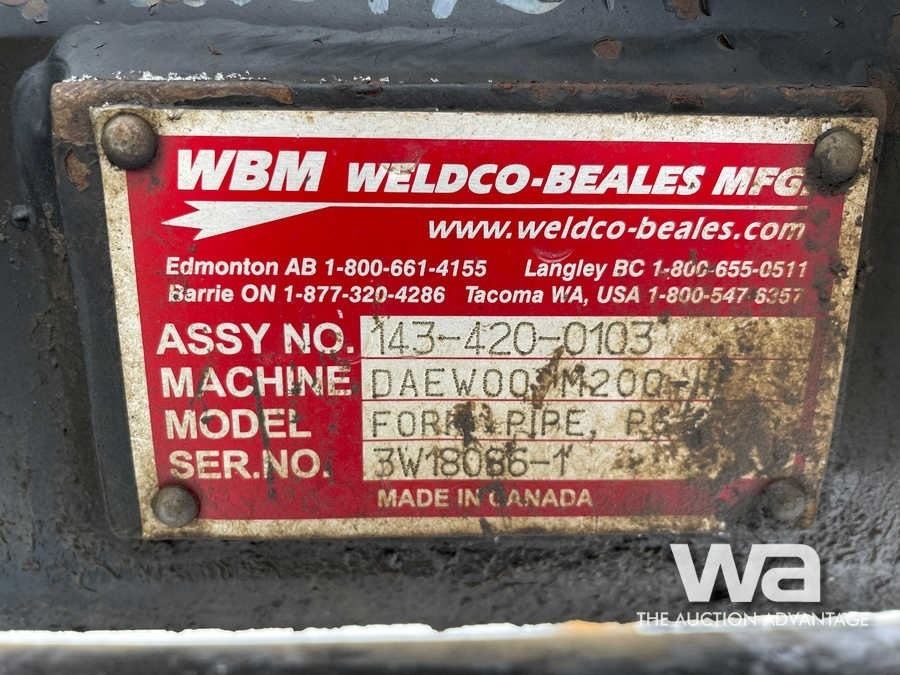 WBM WELDCO-BEALES MFG.
www.weldco-beales.com
Edmonton AB 1-800-661-4155 Langley BC 1-800-655-0511
Barrie ON 1-877-320-4286 Tacoma WA, USA 1-800-547-6357
ASSY NO. 143-420-0103
MACHINE DAEWOO M200-
MODEL PIPE,
SER.NO. 3W18086-1
MADE IN CANADA
wa
THE AUCTION ADVANTAGE